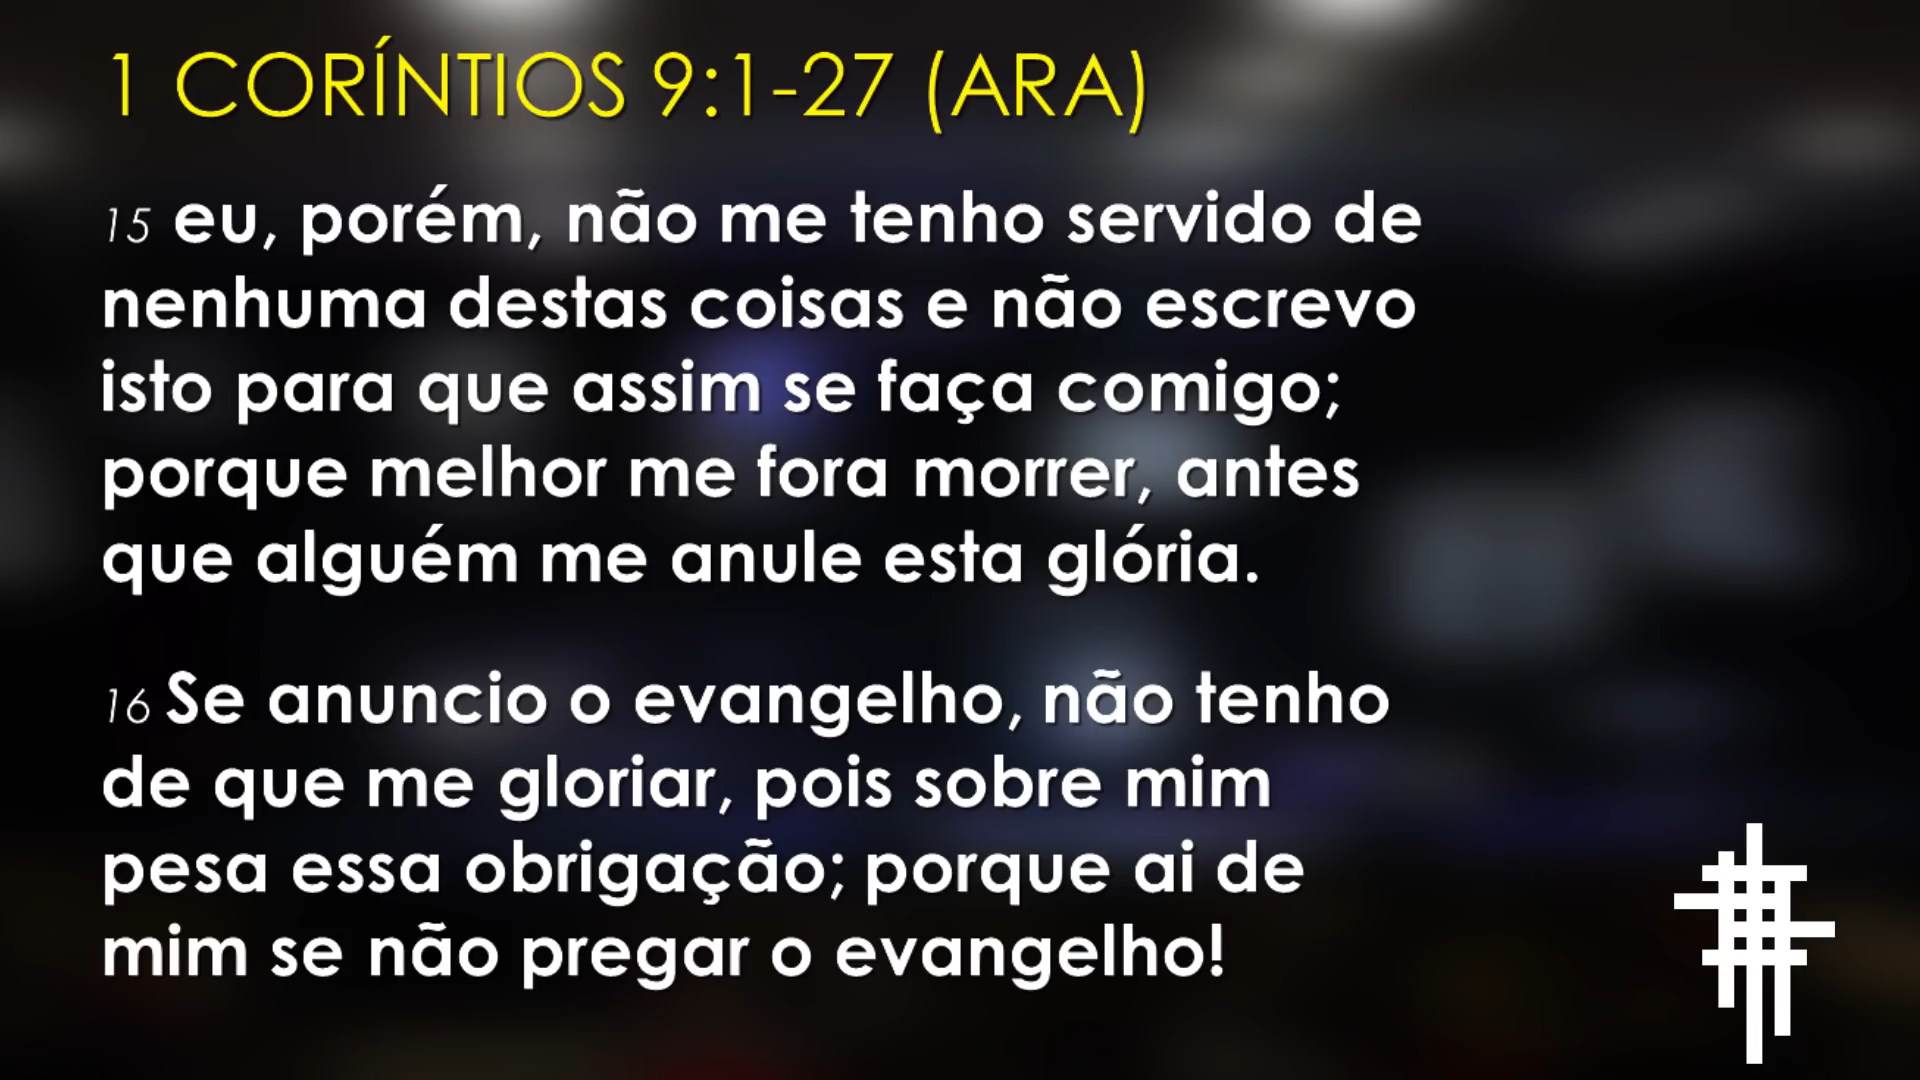 1 CORÍNTIOS 9:1-27 (ARA)
15 eu, porém, não me tenho servido de
nenhuma destas coisas e não escrevo
isto para que assim se faça comigo;
porque melhor me fora morrer, antes
que alguém me anule esta glória.
16 Se anuncio o evangelho, não tenho
de que me gloriar, pois sobre mim
pesa essa obrigação; porque ai de
mim se não pregar o evangelho!